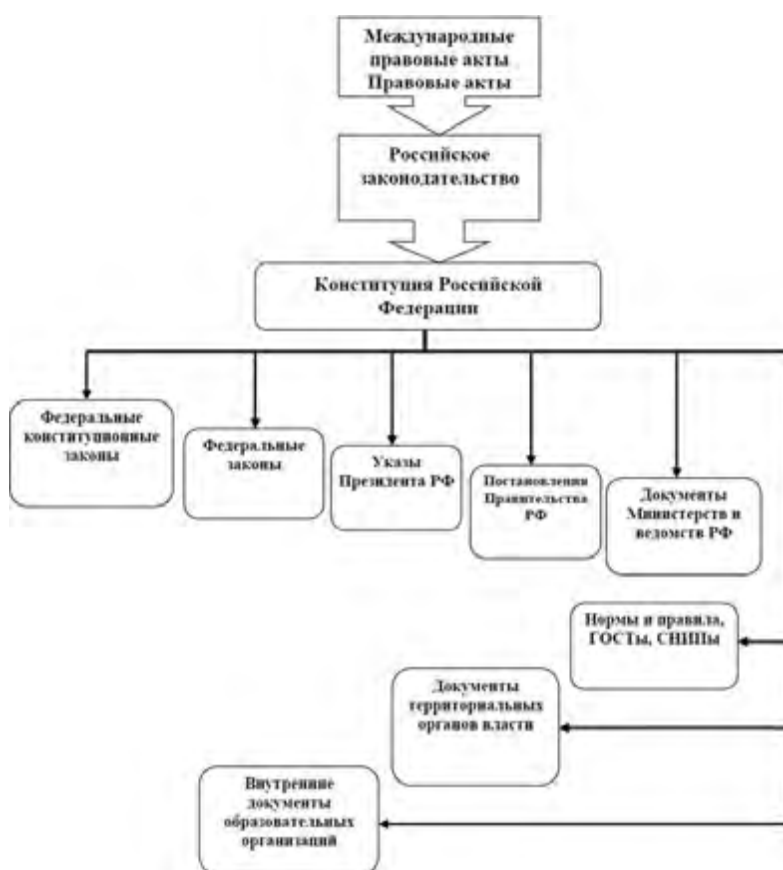 Международные
правовые акты
Правовые акты
Российское
законодательство
Конституция Российской
Федерации
Федеральные
конституционные
законы
Федеральные
законы
Указы
Президента РФ
Постановления
Правительства
РФ
Документы
Министерств и
ведомств РФ
Нормы и правила,
ГОСТы, СНИПы
Документы
территориальных
органов власти
Внутренние
документы
образовательных
организаций